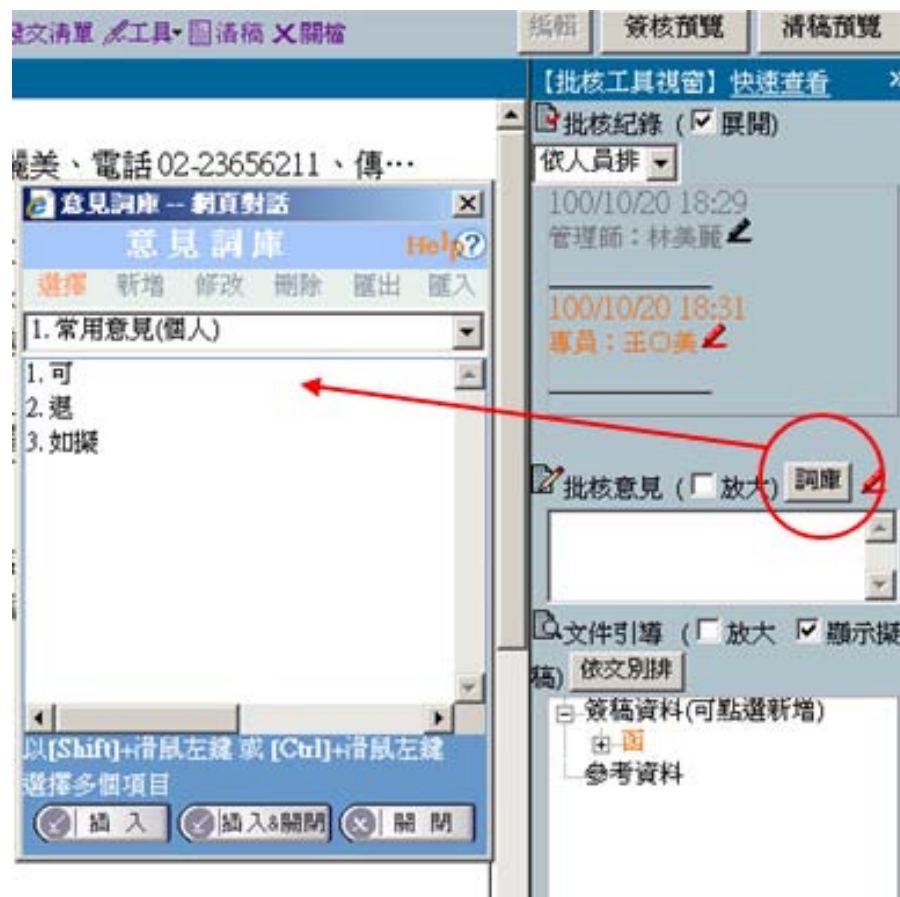 文清單 工具 清稿 關檔
編輯 簽核預覽 清稿預覽
【批核工具視窗】快速查看
批核紀錄 (展開)
依人員排
100/10/20 18:29
管理師：林美麗
100/10/20 18:31
專員：王○美
批核意見 (放大) 詞庫
文件引導 (放大 顯示擬
稿) 依文別排
簽稿資料(可點選新增)
函
參考資料
美、電話 02-23656211、傳…
意見詞庫 -- 網頁對話
意見詞庫 Help?
選擇 新增 修改 刪除 匯出 匯入
1. 常用意見(個人)
1. 可
2. 退
3. 如擬
以[Shift]+滑鼠左鍵 或 [Ctrl]+滑鼠左鍵
選擇多個項目
插 入 插入&關閉 關 閉